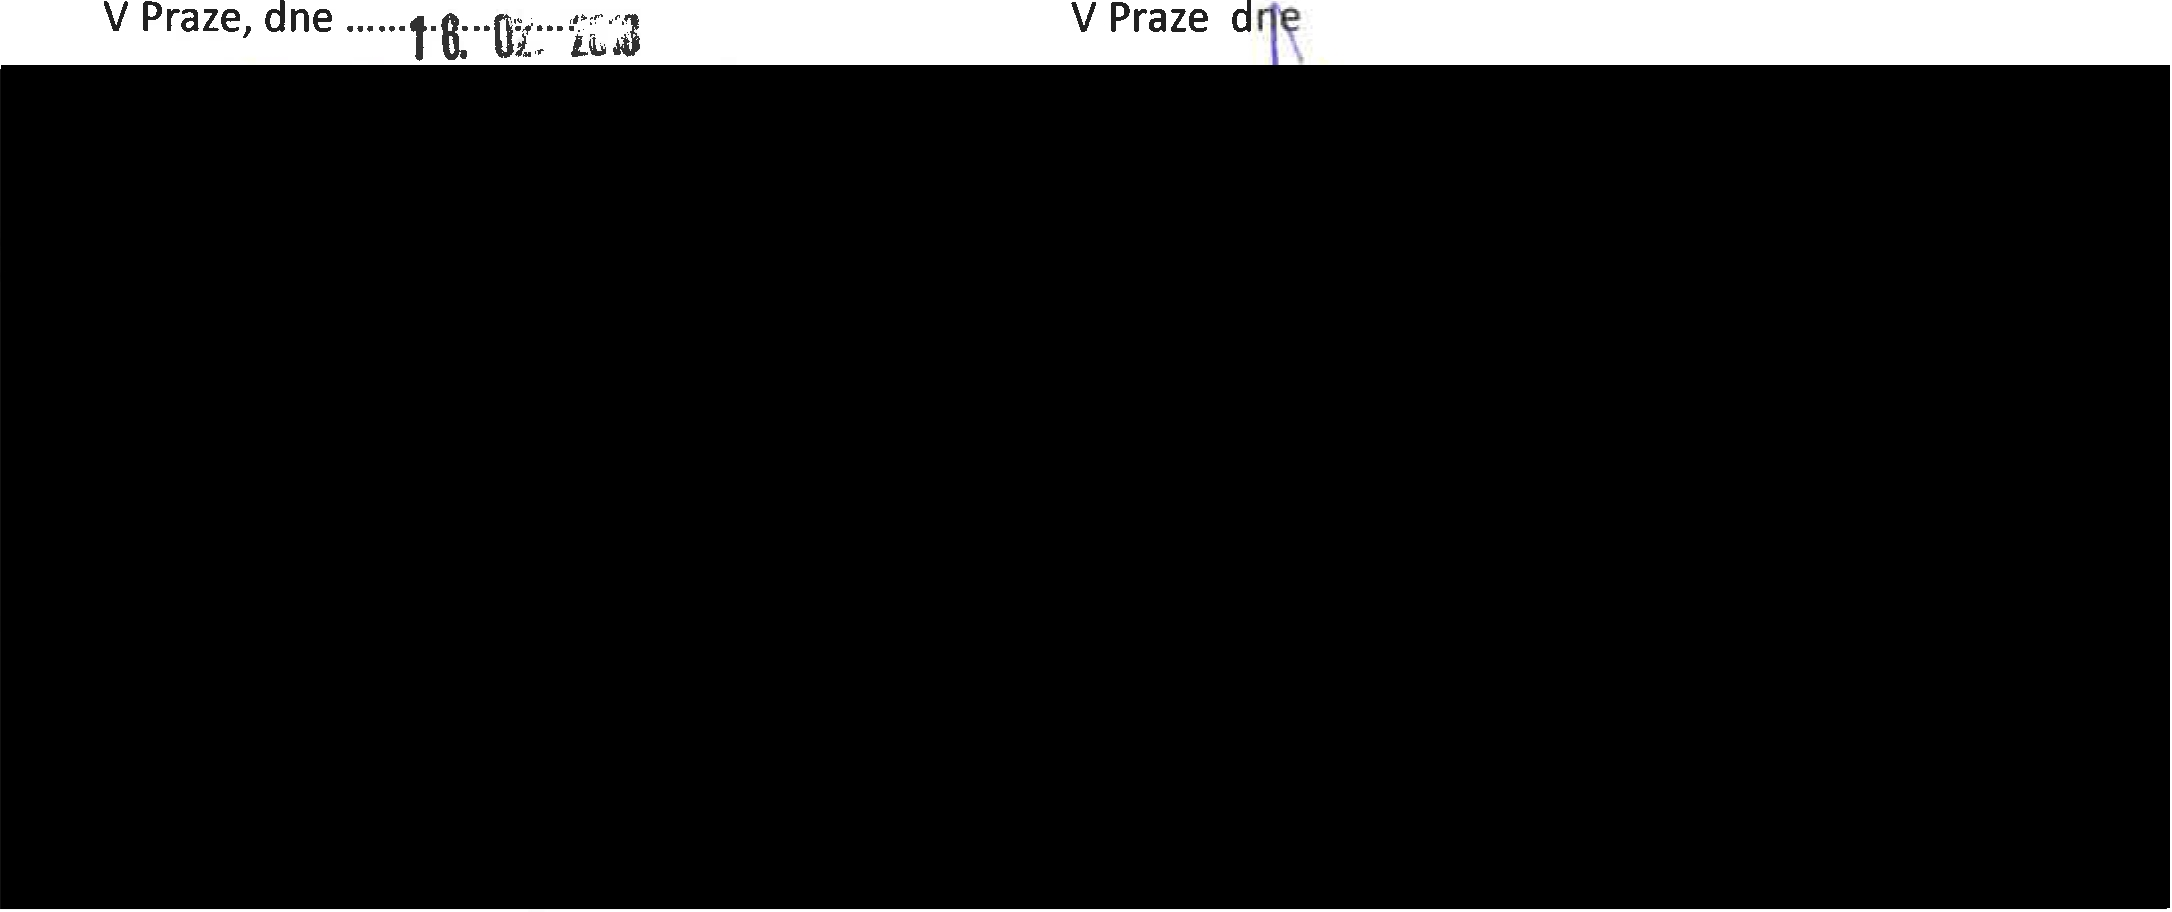 V Praze, dne .......................... 16. 02. 2018
V Praze dne